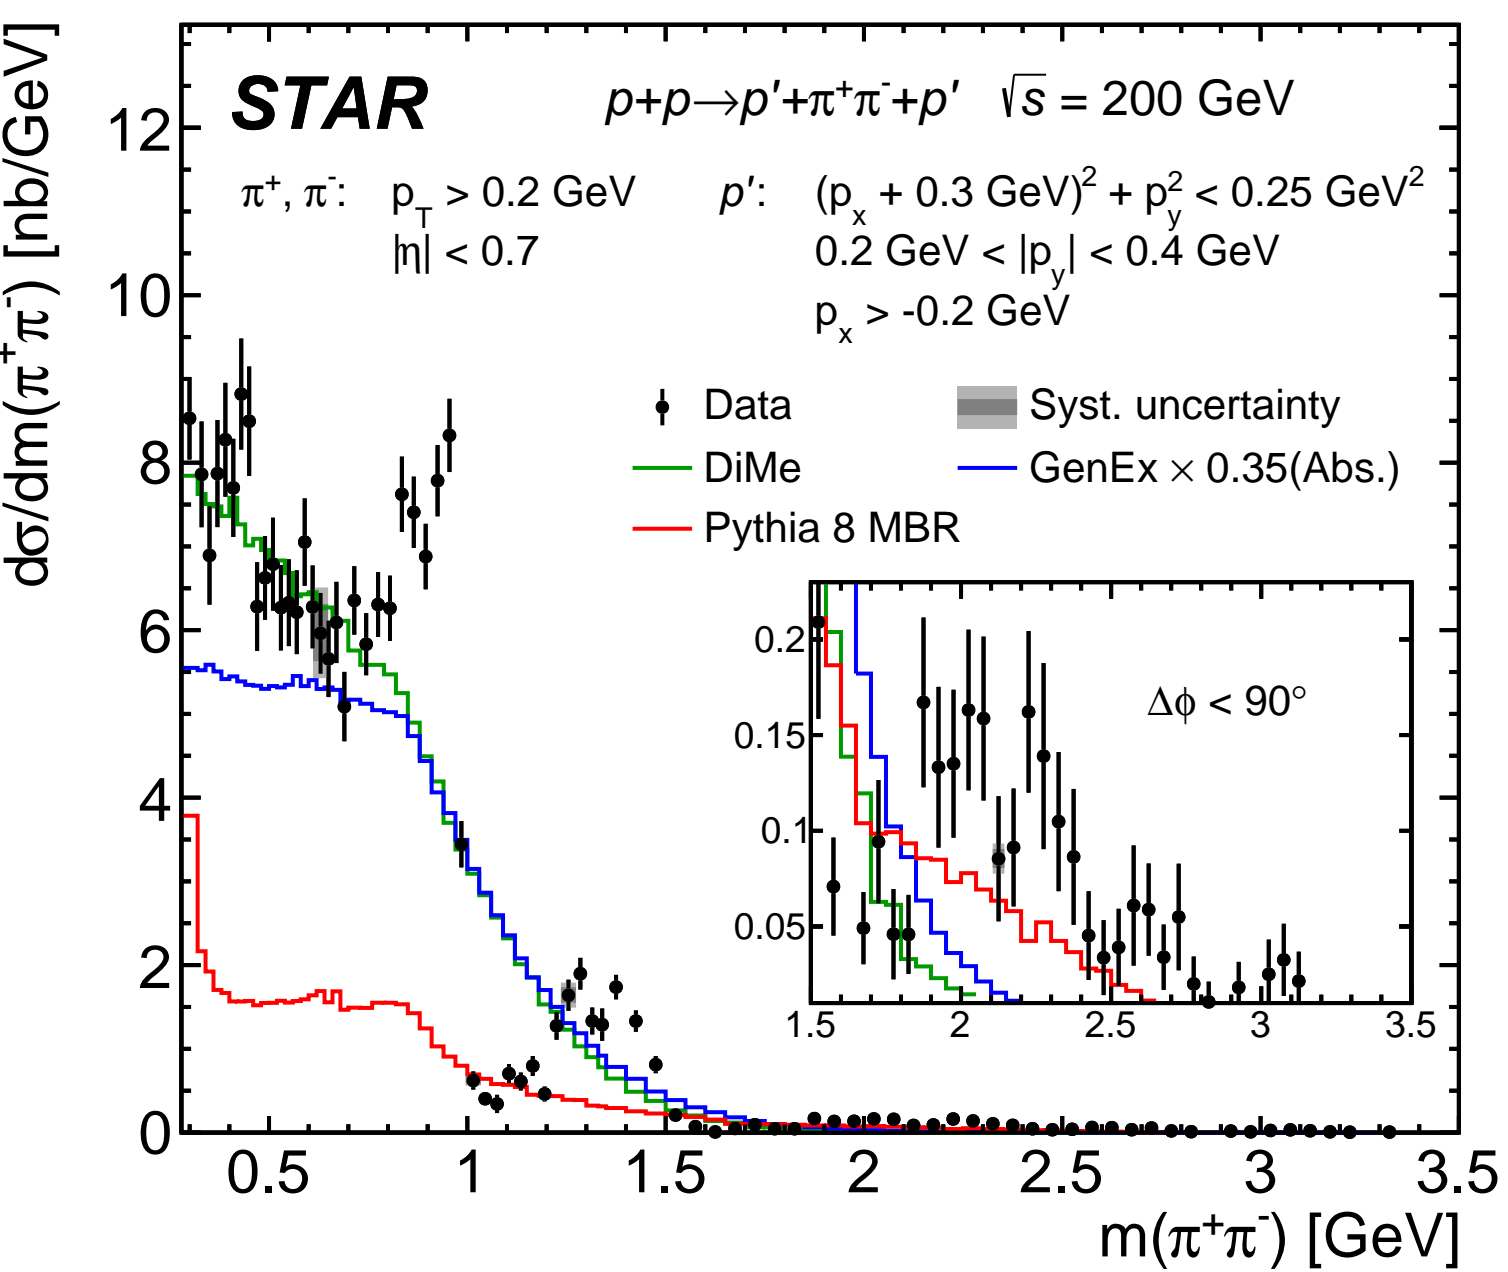 STAR p+p→p′+π⁺π⁻+p′ √s = 200 GeV
π⁺, π⁻: p_T > 0.2 GeV p′: (p_x + 0.3 GeV)² + p_y² < 0.25 GeV²
|η| < 0.7 0.2 GeV < |p_y| < 0.4 GeV
p_x > -0.2 GeV
Data Syst. uncertainty
DiMe GenEx × 0.35(Abs.)
Pythia 8 MBR
dσ/dm(π⁺π⁻) [nb/GeV]
12
10
8
6
4
2
0
0.5 1 1.5 2 2.5 3 3.5
m(π⁺π⁻) [GeV]
Δϕ < 90°
0.2
0.15
0.1
0.05
1.5 2 2.5 3 3.5